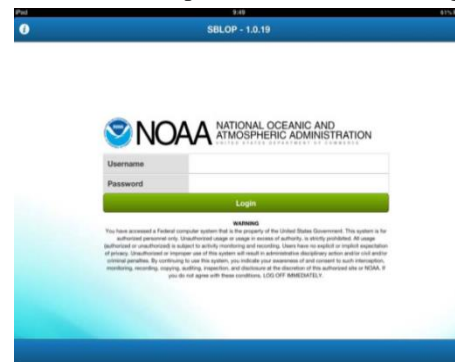 iPad 9:49 61%
SBLOP - 1.0.19
NOAA NATIONAL OCEANIC AND
ATMOSPHERIC ADMINISTRATION
UNITED STATES DEPARTMENT OF COMMERCE
Username
Password
Login
WARNING
You have accessed a Federal computer system that is the property of the United States Government. This system is for
authorized personnel only. Unauthorized usage or usage in excess of authority, is strictly prohibited. All usage
(authorized or unauthorized) is subject to activity monitoring and recording. Users have no explicit or implicit expectation
of privacy. Unauthorized or improper use of this system will result in administrative disciplinary action and/or civil and/or
criminal penalties. By continuing to use this system, you indicate your awareness of and consent to such interception,
monitoring, recording, copying, auditing, inspection, and disclosure at the discretion of this authorized site or NOAA. If
you do not agree with these conditions, LOG OFF IMMEDIATELY.